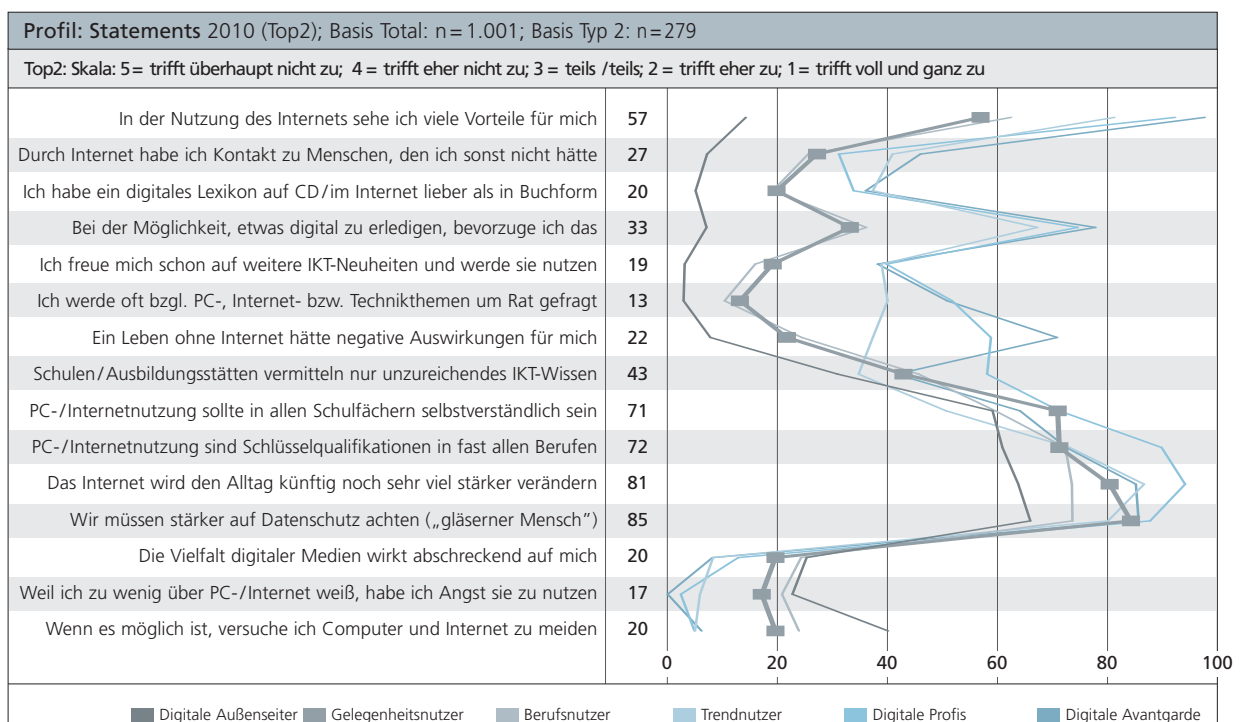 Profil: Statements 2010 (Top2); Basis Total: n=1.001; Basis Typ 2: n=279
Top2: Skala: 5= trifft überhaupt nicht zu; 4 = trifft eher nicht zu; 3 = teils /teils; 2 = trifft eher zu; 1= trifft voll und ganz zu
In der Nutzung des Internets sehe ich viele Vorteile für mich 57
Durch Internet habe ich Kontakt zu Menschen, den ich sonst nicht hätte 27
Ich habe ein digitales Lexikon auf CD/im Internet lieber als in Buchform 20
Bei der Möglichkeit, etwas digital zu erledigen, bevorzuge ich das 33
Ich freue mich schon auf weitere IKT-Neuheiten und werde sie nutzen 19
Ich werde oft bzgl. PC-, Internet- bzw. Technikthemen um Rat gefragt 13
Ein Leben ohne Internet hätte negative Auswirkungen für mich 22
Schulen/Ausbildungsstätten vermitteln nur unzureichendes IKT-Wissen 43
PC-/Internetnutzung sollte in allen Schulfächern selbstverständlich sein 71
PC-/Internetnutzung sind Schlüsselqualifikationen in fast allen Berufen 72
Das Internet wird den Alltag künftig noch sehr viel stärker verändern 81
Wir müssen stärker auf Datenschutz achten („gläserner Mensch") 85
Die Vielfalt digitaler Medien wirkt abschreckend auf mich 20
Weil ich zu wenig über PC-/Internet weiß, habe ich Angst sie zu nutzen 17
Wenn es möglich ist, versuche ich Computer und Internet zu meiden 20
0 20 40 60 80 100
Digitale Außenseiter Gelegenheitsnutzer Berufsnutzer Trendnutzer Digitale Profis Digitale Avantgarde